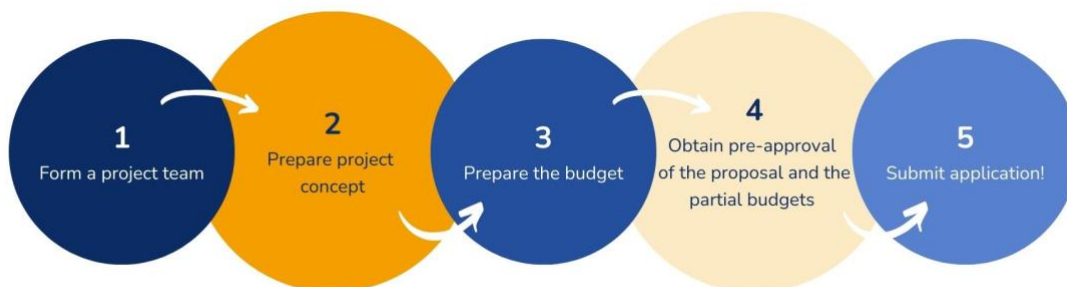 1
Form a project team
2
Prepare project
concept
3
Prepare the budget
4
Obtain pre-approval
of the proposal and the
partial budgets
5
Submit application!